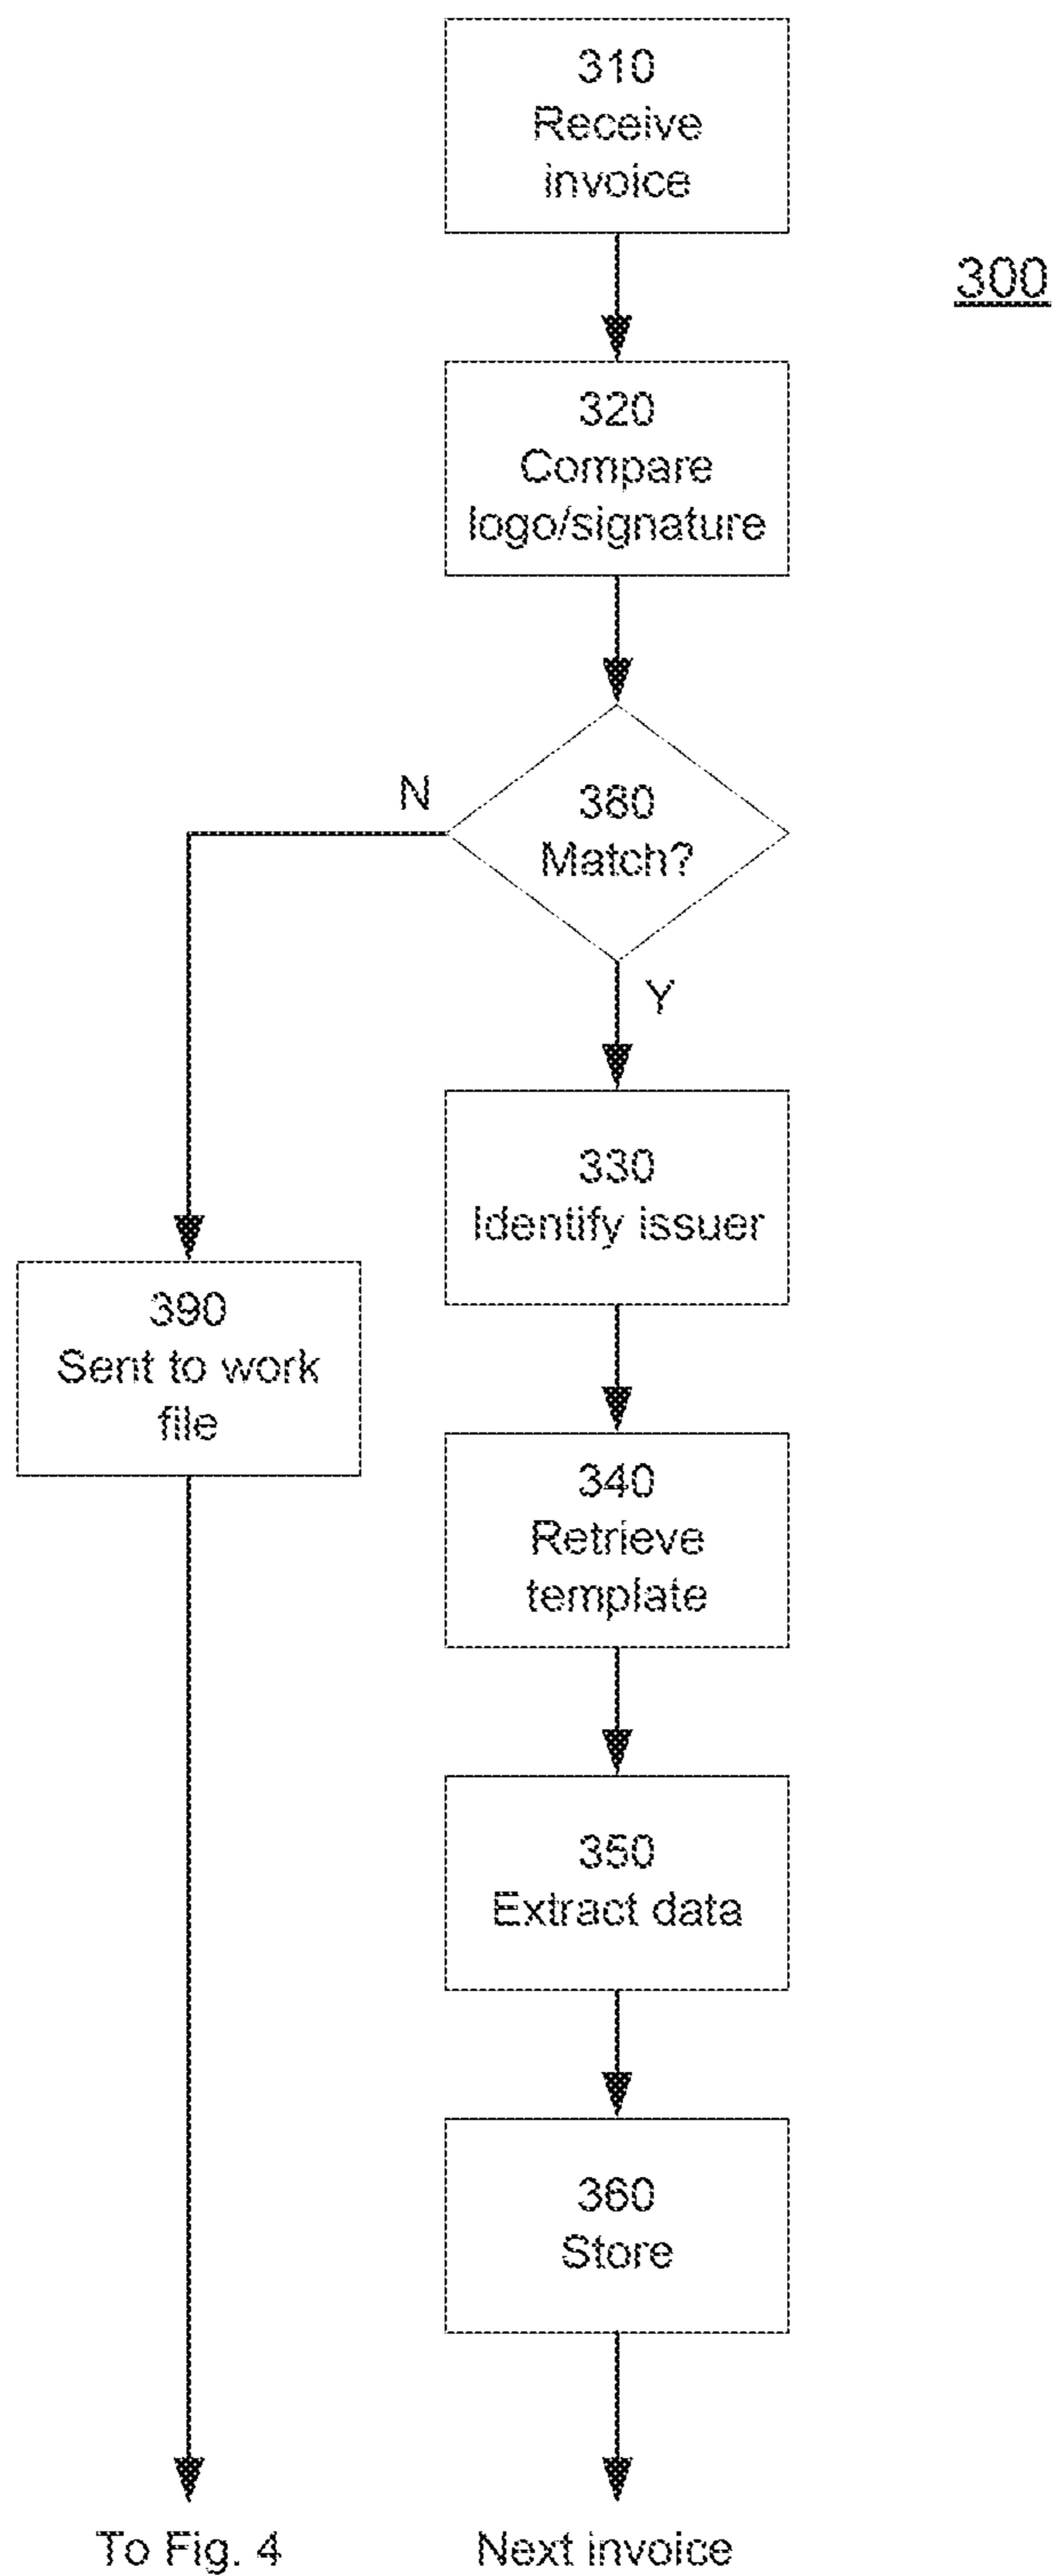 310
Receive
invoice
300
320
Compare
logo/signature
380
Match?
N
Y
330
Identify issuer
390
Sent to work
file
340
Retrieve
template
350
Extract data
360
Store
To Fig. 4
Next invoice